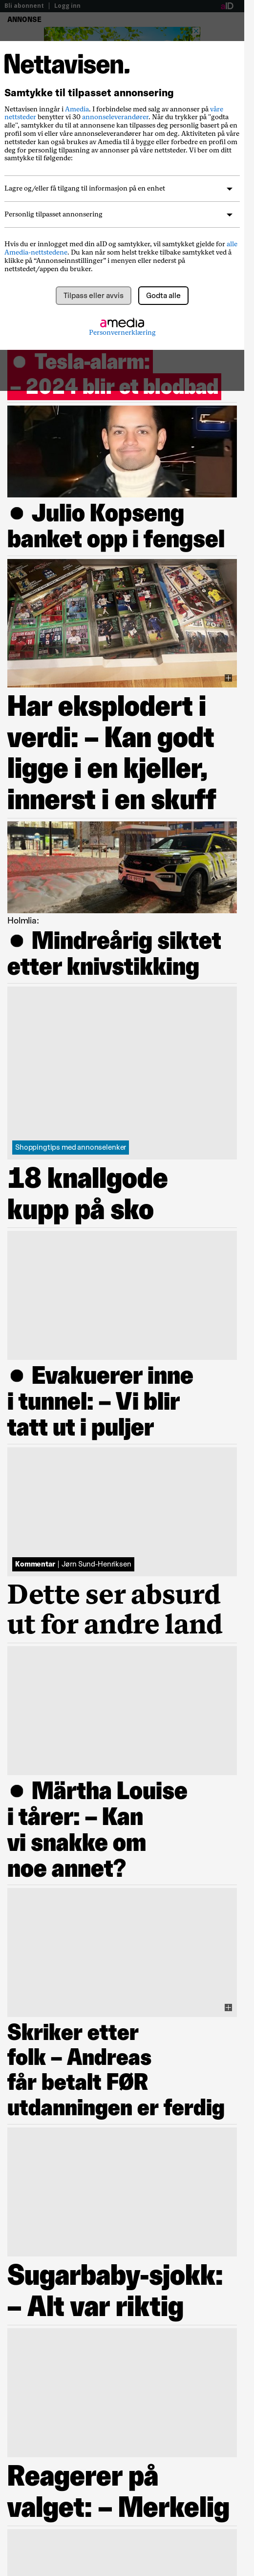 Bli abonnent | Logg inn
aID
ANNONSE
Nettavisen.
Samtykke til tilpasset annonsering
Nettavisen inngår i Amedia. I forbindelse med salg av annonser på våre
nettsteder benytter vi 30 annonseleverandører. Når du trykker på "godta
alle", samtykker du til at annonsene kan tilpasses deg personlig basert på en
profil som vi eller våre annonseleverandører har om deg. Aktiviteten på våre
nettsteder kan også brukes av Amedia til å bygge eller forbedre en profil om
deg for personlig tilpasning av annonser på våre nettsteder. Vi ber om ditt
samtykke til følgende:
Lagre og/eller få tilgang til informasjon på en enhet
Personlig tilpasset annonsering
Hvis du er innlogget med din aID og samtykker, vil samtykket gjelde for alle
Amedia-nettstedene. Du kan når som helst trekke tilbake samtykket ved å
klikke på “Annonseinnstillinger” i menyen eller nederst på
nettstedet/appen du bruker.
Tilpass eller avvis
Godta alle
amedia
Personvernerklæring
● Tesla-alarm:
– 2024 blir et blodbad
● Julio Kopseng
banket opp i fengsel
Har eksplodert i
verdi: – Kan godt
ligge i en kjeller,
innerst i en skuff
Holmlia:
● Mindreårig siktet
etter knivstikking
Shoppingtips med annonselenker
18 knallgode
kupp på sko
● Evakuerer inne
i tunnel: – Vi blir
tatt ut i puljer
Kommentar | Jørn Sund-Henriksen
Dette ser absurd
ut for andre land
● Märtha Louise
i tårer: – Kan
vi snakke om
noe annet?
Skriker etter
folk – Andreas
får betalt FØR
utdanningen er ferdig
Sugarbaby-sjokk:
– Alt var riktig
Reagerer på
valget: – Merkelig